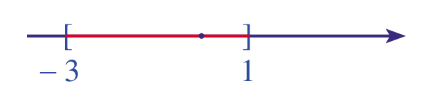 [ ]
– 3 1